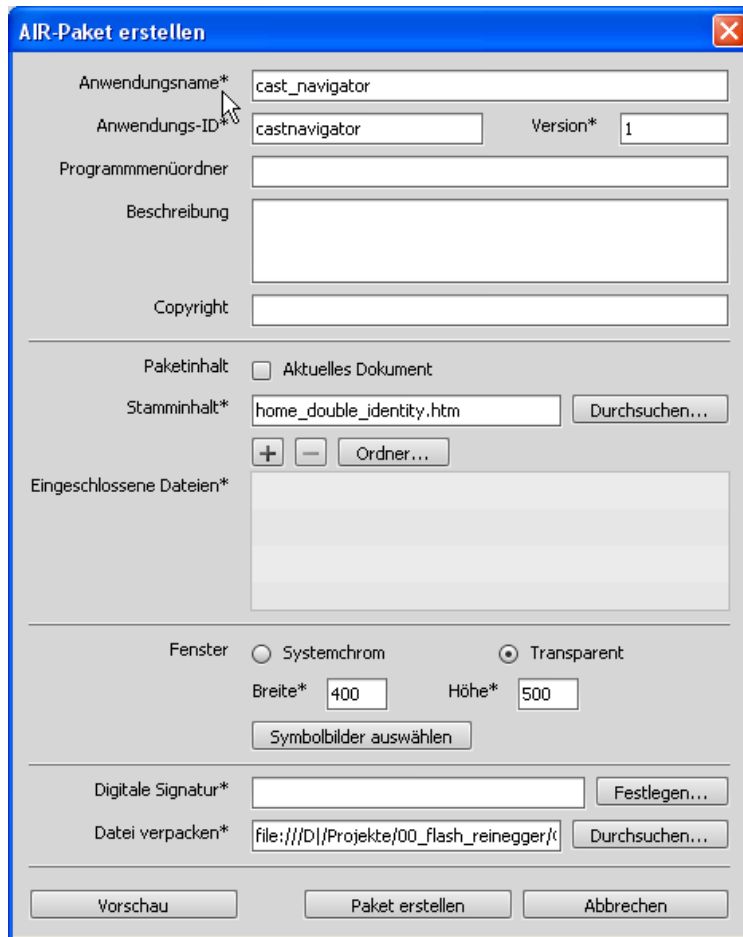 AIR-Paket erstellen
Anwendungsname* cast_navigator
Anwendungs-ID* castnavigator Version* 1
Programmmenüordner
Beschreibung
Copyright
Paketinhalt Aktuelles Dokument
Stamminhalt* home_double_identity.htm Durchsuchen...
+ − Ordner...
Eingeschlossene Dateien*
Fenster Systemchrom Transparent
Breite* 400 Höhe* 500
Symbolbilder auswählen
Digitale Signatur* Festlegen...
Datei verpacken* file:///D|/Projekte/00_flash_reinegger/ Durchsuchen...
Vorschau Paket erstellen Abbrechen